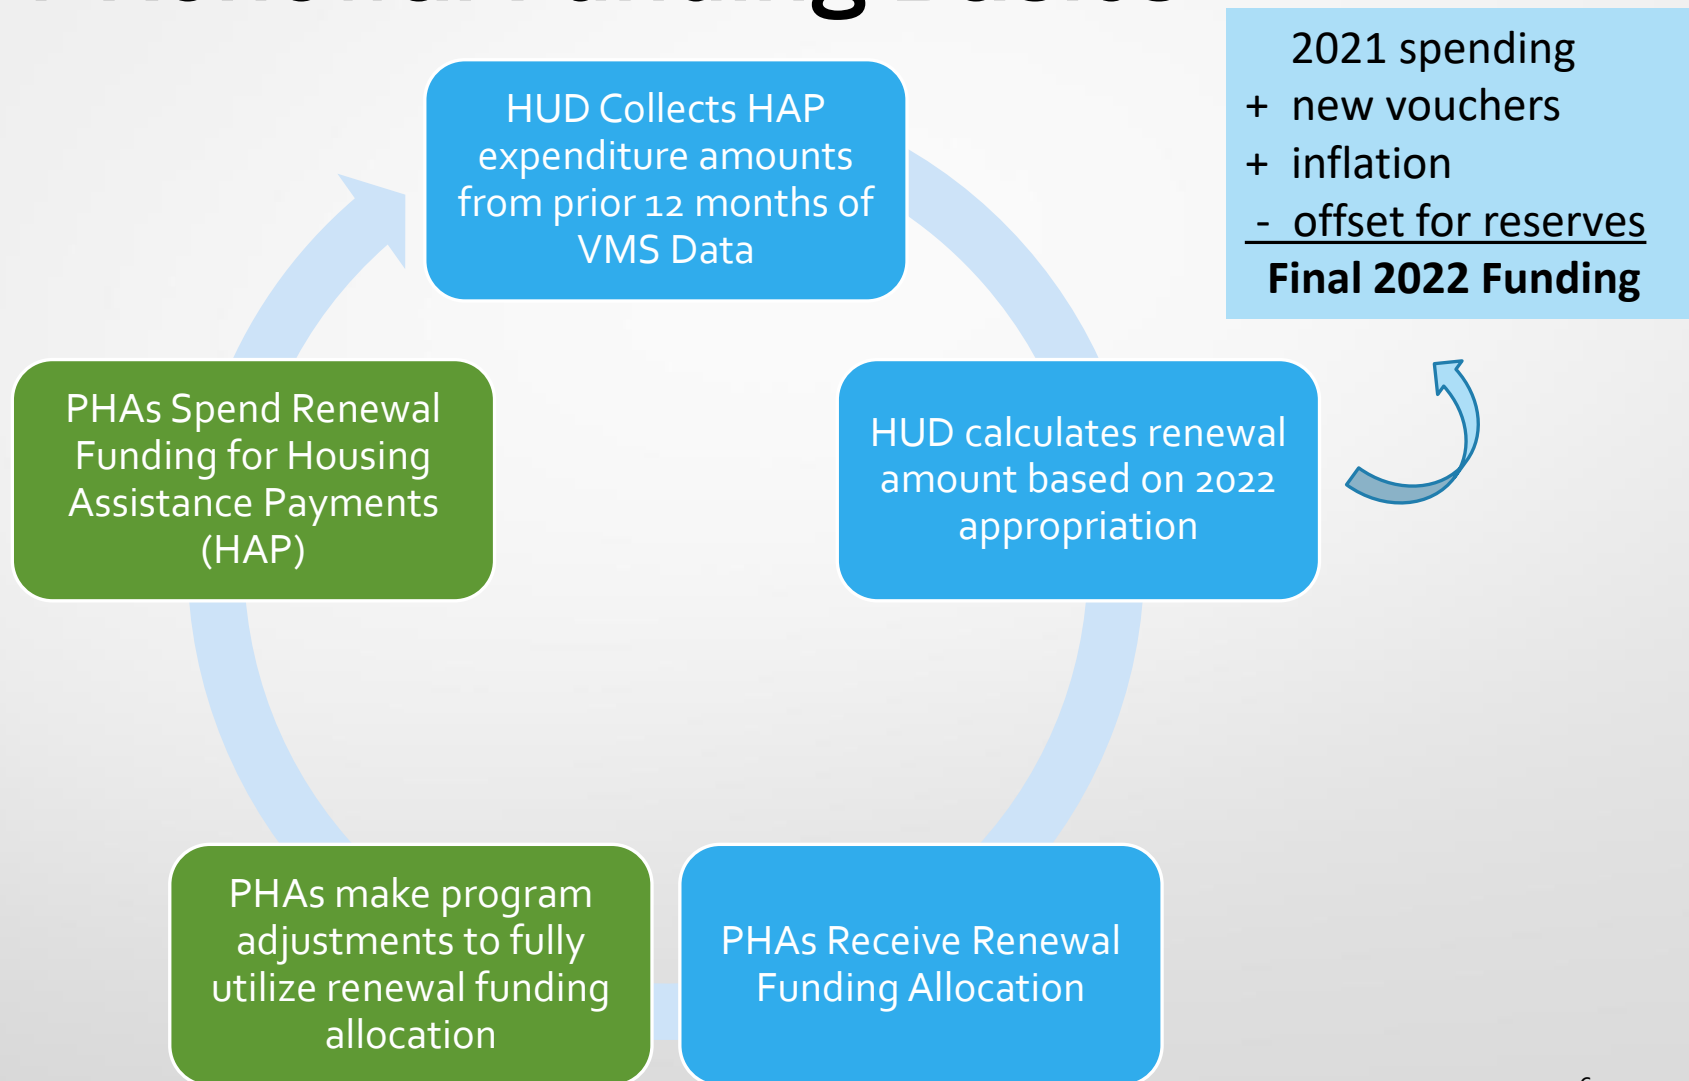 HUD Collects HAP
expenditure amounts
from prior 12 months of
VMS Data
2021 spending
+ new vouchers
+ inflation
- offset for reserves
Final 2022 Funding
HUD calculates renewal
amount based on 2022
appropriation
PHAs Receive Renewal
Funding Allocation
PHAs make program
adjustments to fully
utilize renewal funding
allocation
PHAs Spend Renewal
Funding for Housing
Assistance Payments
(HAP)